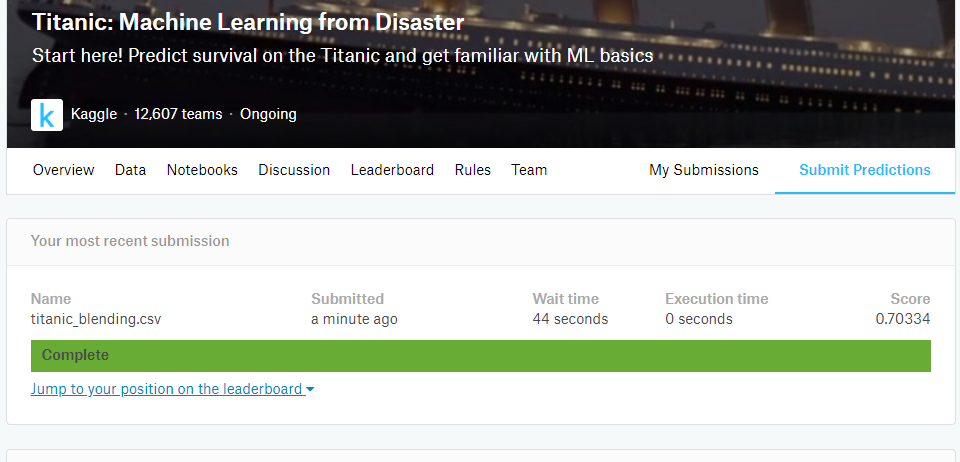 Titanic: Machine Learning from Disaster
Start here! Predict survival on the Titanic and get familiar with ML basics
k Kaggle · 12,607 teams · Ongoing
Overview Data Notebooks Discussion Leaderboard Rules Team My Submissions Submit Predictions
Your most recent submission
Name Submitted Wait time Execution time Score
titanic_blending.csv a minute ago 44 seconds 0 seconds 0.70334
Complete
Jump to your position on the leaderboard